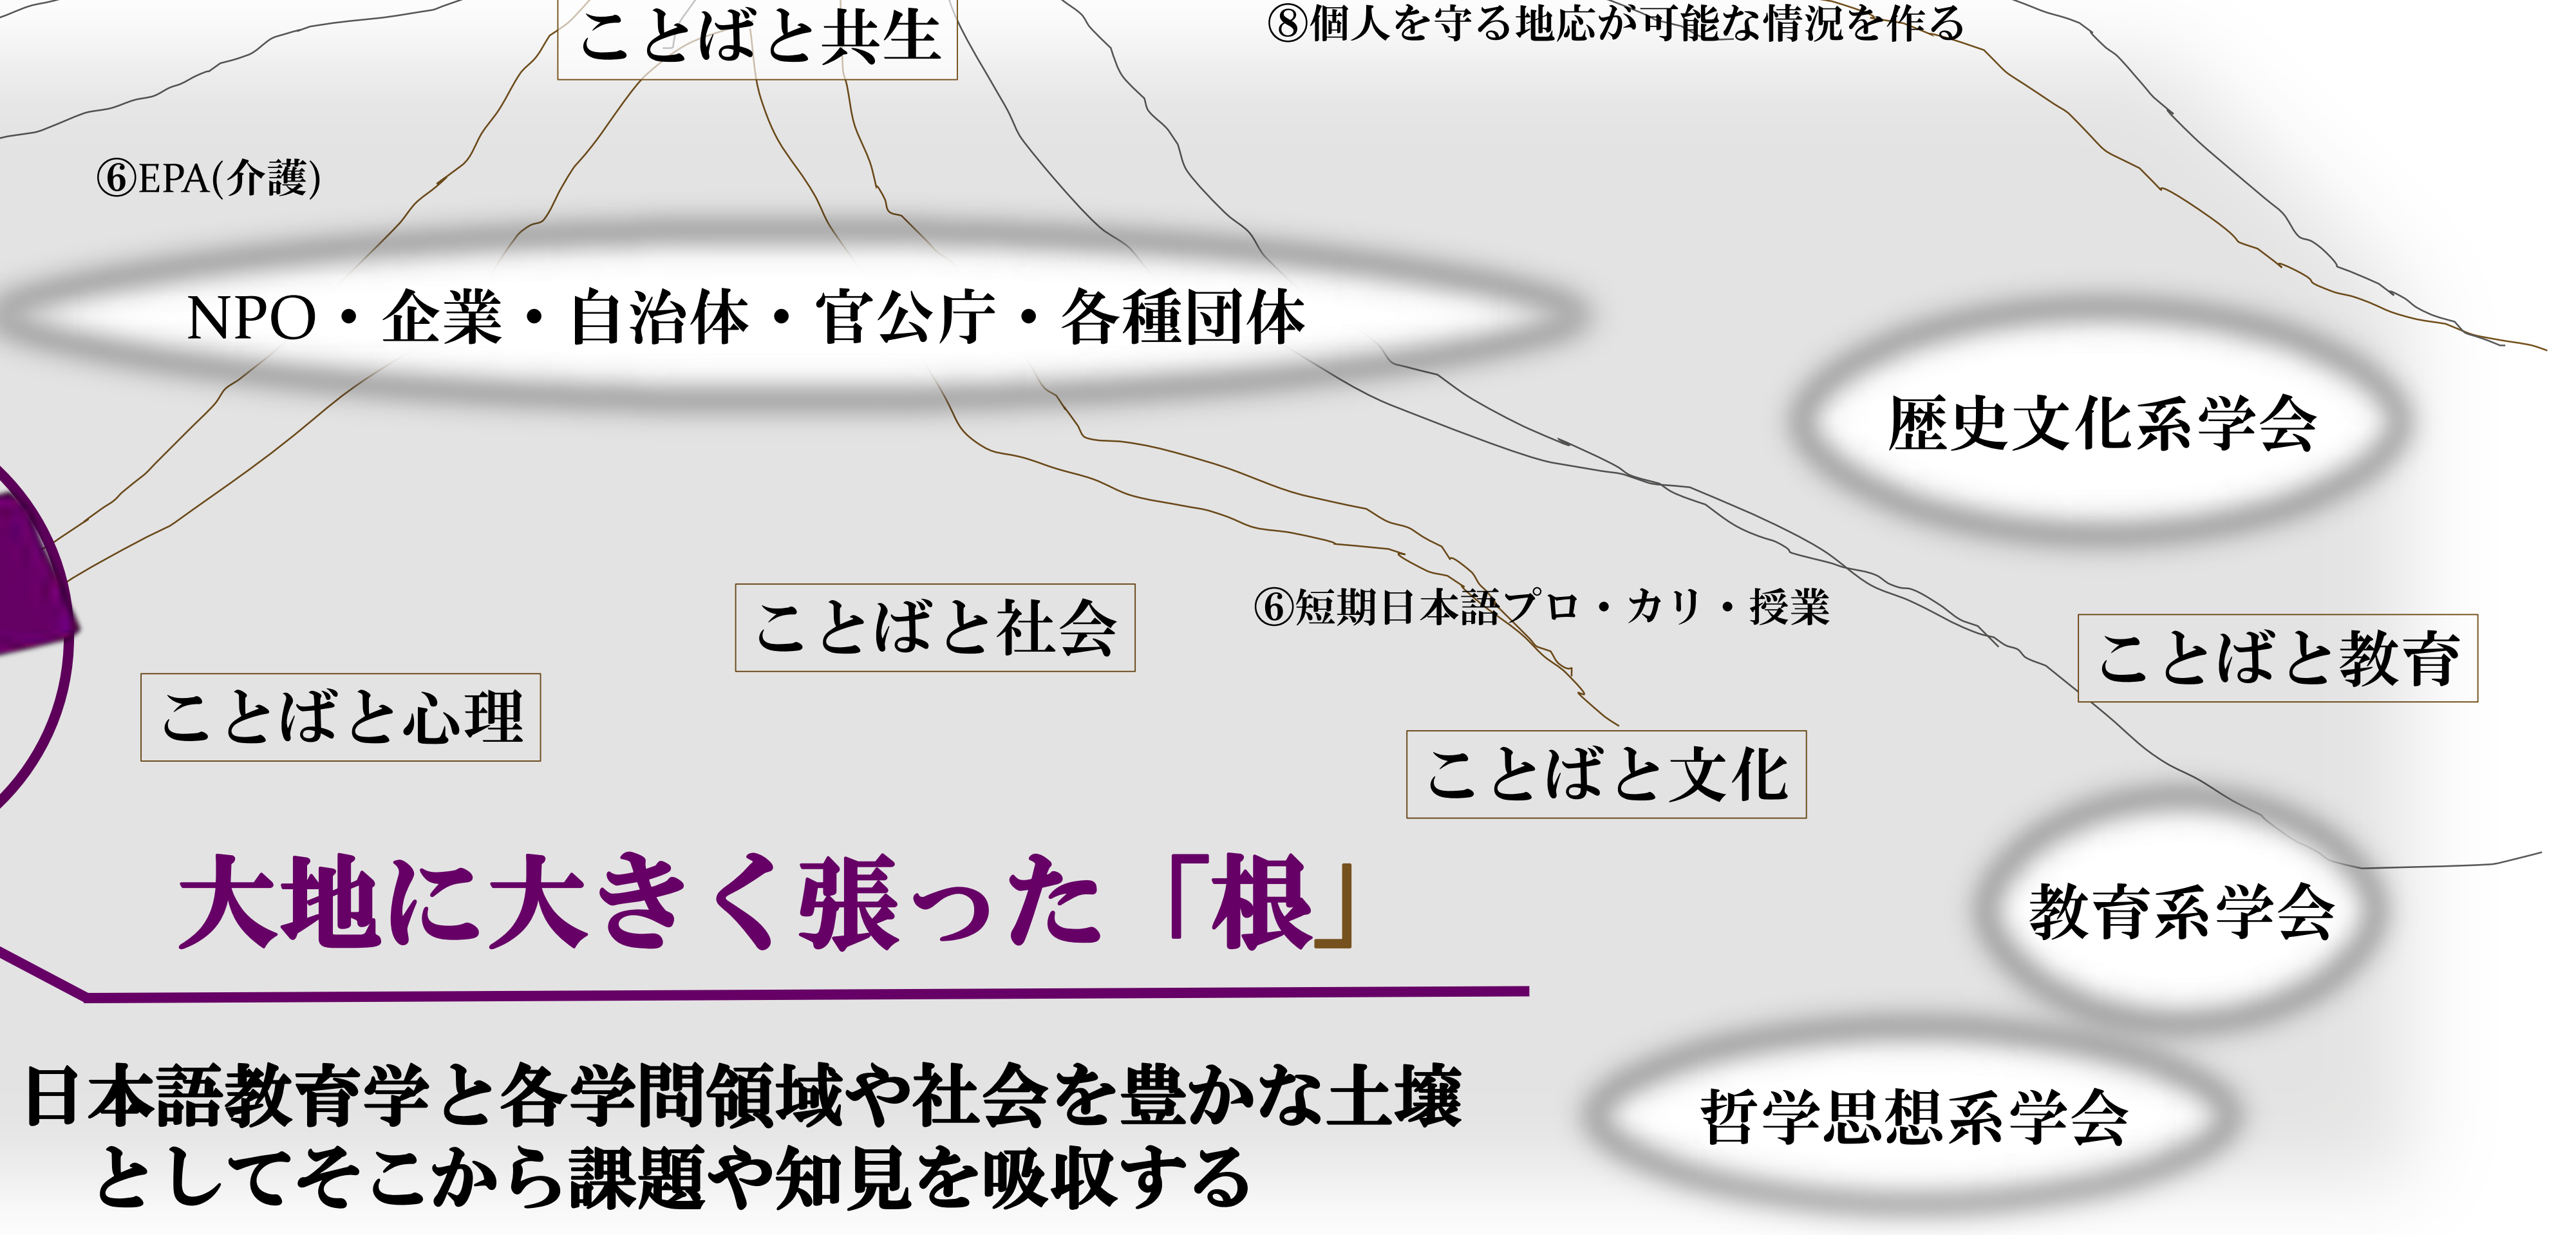 ことばと共生
⑧個人を守る地応が可能な情況を作る
⑥EPA(介護)
NPO・企業・自治体・官公庁・各種団体
歴史文化系学会
ことばと社会
⑥短期日本語プロ・カリ・授業
ことばと教育
ことばと心理
ことばと文化
大地に大きく張った「根」
教育系学会
日本語教育学と各学問領域や社会を豊かな土壌
としてそこから課題や知見を吸収する
哲学思想系学会